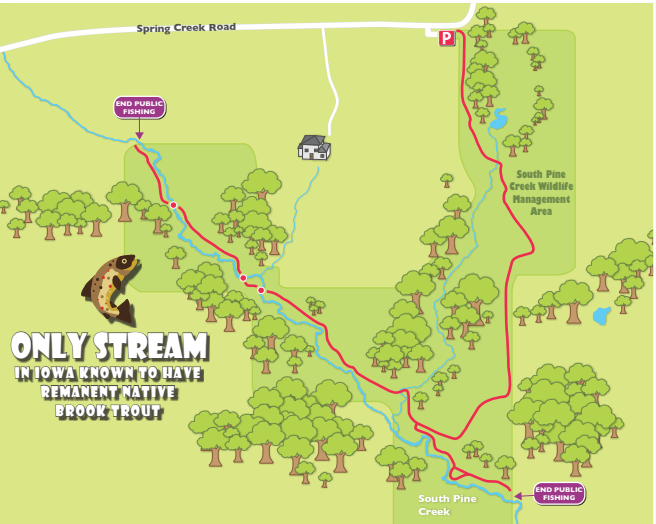 Spring Creek Road
P
END PUBLIC
FISHING
South Pine
Creek Wildlife
Management
Area
ONLY STREAM
IN IOWA KNOWN TO HAVE
REMANENT NATIVE
BROOK TROUT
South Pine
Creek
END PUBLIC
FISHING